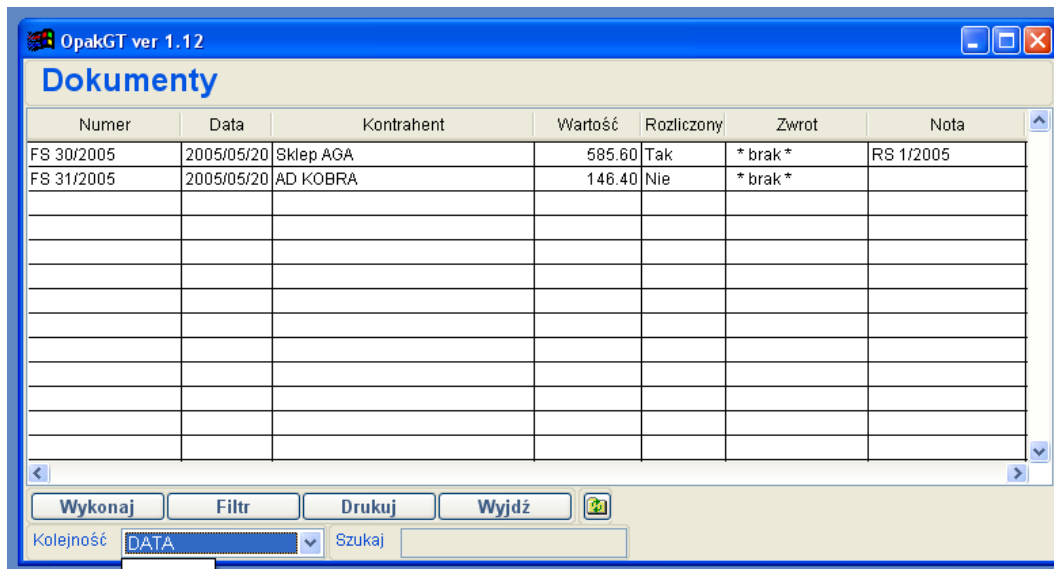 OpakGT ver 1.12
Dokumenty
Numer Data Kontrahent Wartość Rozliczony Zwrot Nota
FS 30/2005 2005/05/20 Sklep AGA 585.60 Tak * brak * RS 1/2005
FS 31/2005 2005/05/20 AD KOBRA 146.40 Nie * brak *
Wykonaj Filtr Drukuj Wyjdź
Kolejność DATA Szukaj